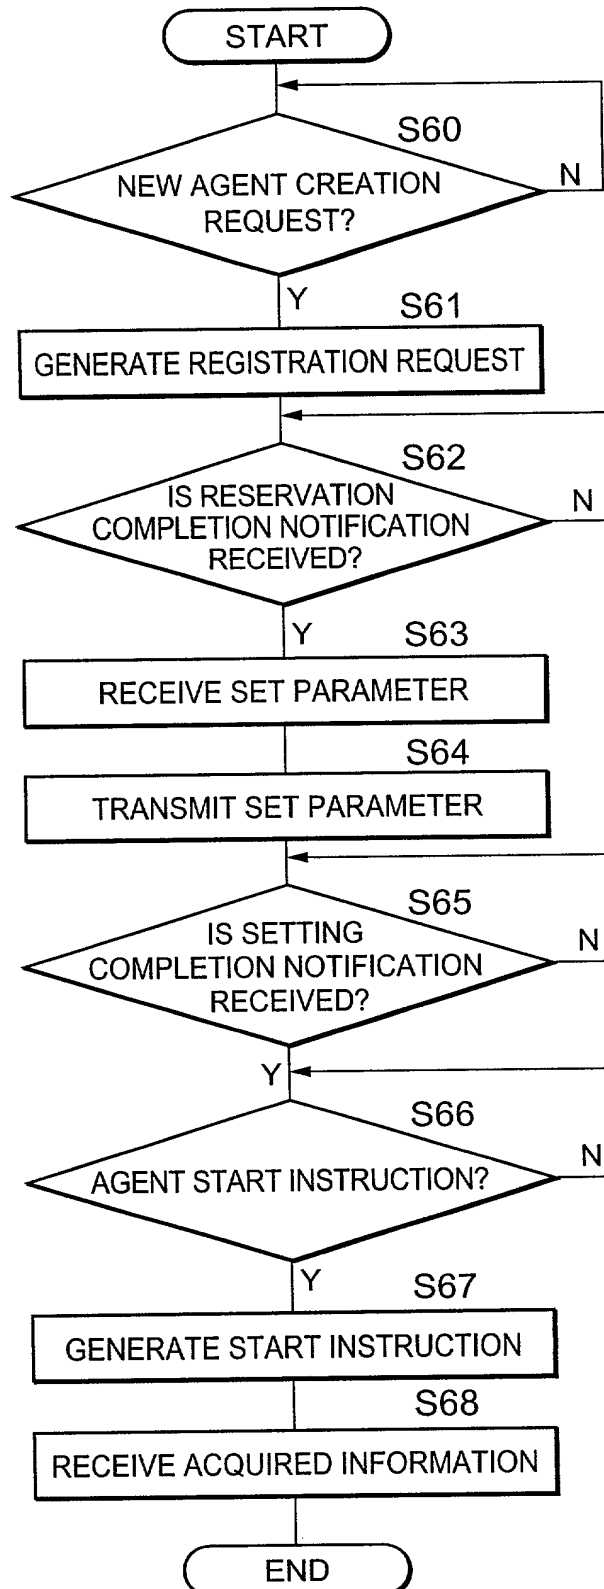 START
S60
NEW AGENT CREATION
REQUEST?
N
Y
S61
GENERATE REGISTRATION REQUEST
S62
IS RESERVATION
COMPLETION NOTIFICATION
RECEIVED?
N
Y
S63
RECEIVE SET PARAMETER
S64
TRANSMIT SET PARAMETER
S65
IS SETTING
COMPLETION NOTIFICATION
RECEIVED?
N
Y
S66
AGENT START INSTRUCTION?
N
Y
S67
GENERATE START INSTRUCTION
S68
RECEIVE ACQUIRED INFORMATION
END